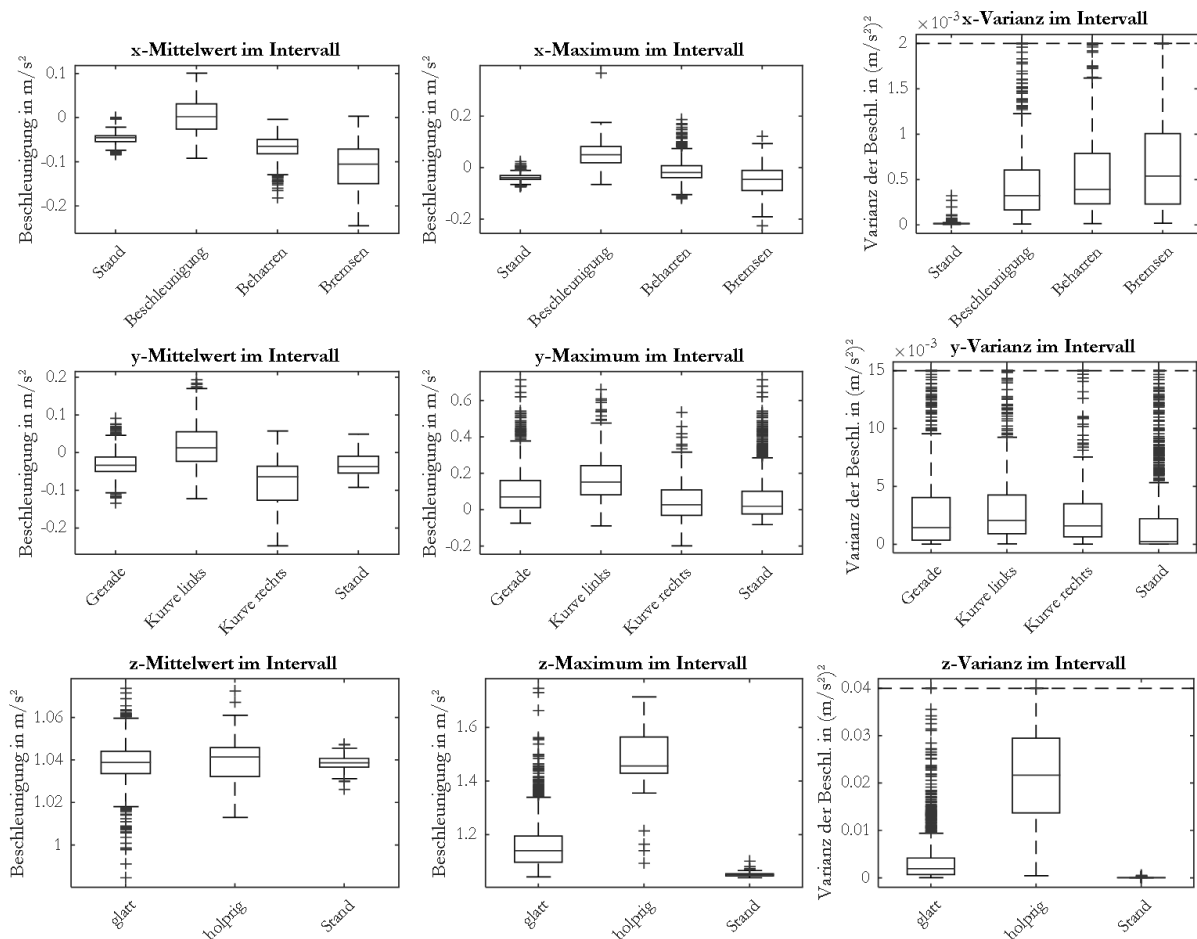 x-Mittelwert im Intervall
Beschleunigung in m/s²
0.1
0
-0.1
-0.2
Stand
Beschleunigung
Beharren
Bremsen
x-Maximum im Intervall
Beschleunigung in m/s²
0.2
0
-0.2
Stand
Beschleunigung
Beharren
Bremsen
×10⁻³ x-Varianz im Intervall
Varianz der Beschl. in (m/s²)²
2
1.5
1
0.5
0
Stand
Beschleunigung
Beharren
Bremsen
y-Mittelwert im Intervall
Beschleunigung in m/s²
0.2
0.1
0
-0.1
-0.2
Gerade
Kurve links
Kurve rechts
Stand
y-Maximum im Intervall
Beschleunigung in m/s²
0.6
0.4
0.2
0
-0.2
Gerade
Kurve links
Kurve rechts
Stand
×10⁻³ y-Varianz im Intervall
Varianz der Beschl. in (m/s²)²
15
10
5
0
Gerade
Kurve links
Kurve rechts
Stand
z-Mittelwert im Intervall
Beschleunigung in m/s²
1.06
1.04
1.02
1
glatt
holprig
Stand
z-Maximum im Intervall
Beschleunigung in m/s²
1.6
1.4
1.2
glatt
holprig
Stand
z-Varianz im Intervall
Varianz der Beschl. in (m/s²)²
0.04
0.03
0.02
0.01
0
glatt
holprig
Stand